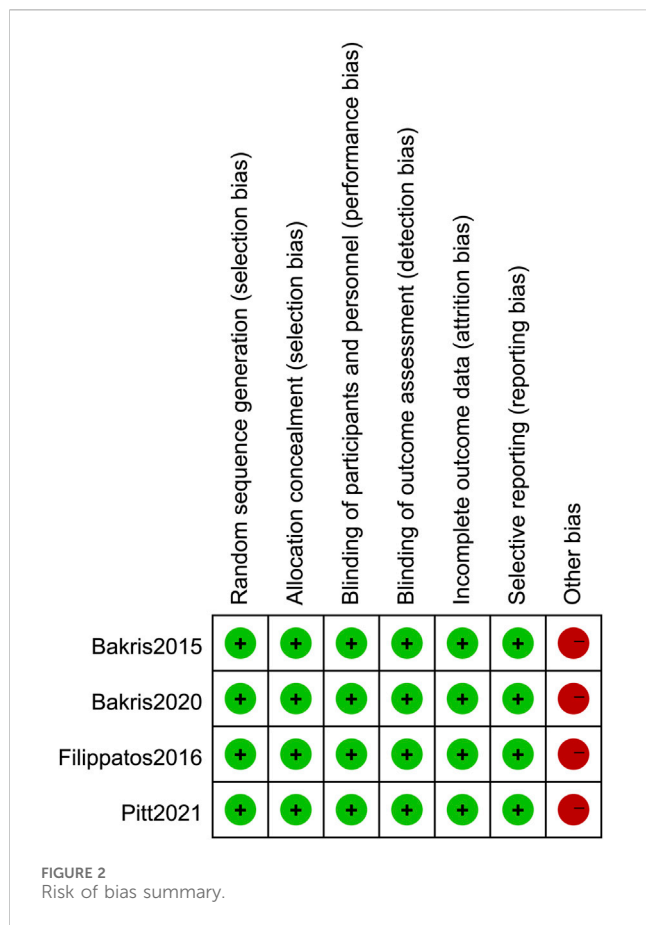 Random sequence generation (selection bias)
Allocation concealment (selection bias)
Blinding of participants and personnel (performance bias)
Blinding of outcome assessment (detection bias)
Incomplete outcome data (attrition bias)
Selective reporting (reporting bias)
Other bias
Bakris2015 + + + + + + -
Bakris2020 + + + + + + -
Filippatos2016 + + + + + + -
Pitt2021 + + + + + + -
FIGURE 2
Risk of bias summary.